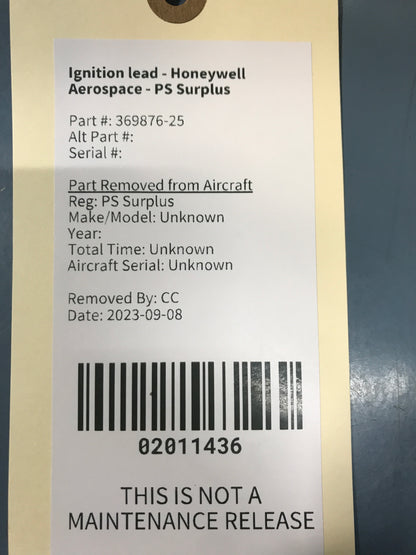 Ignition lead - Honeywell
Aerospace - PS Surplus
Part #: 369876-25
Alt Part #:
Serial #:
Part Removed from Aircraft
Reg: PS Surplus
Make/Model: Unknown
Year:
Total Time: Unknown
Aircraft Serial: Unknown
Removed By: CC
Date: 2023-09-08
02011436
THIS IS NOT A
MAINTENANCE RELEASE